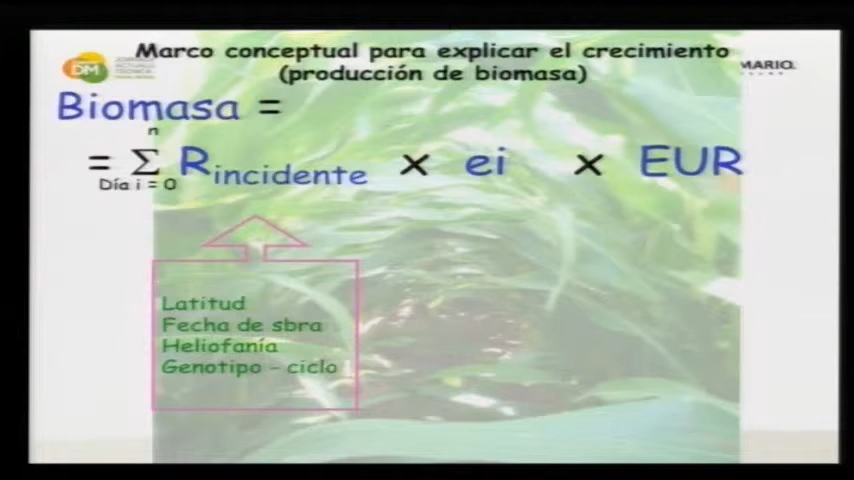 Marco conceptual para explicar el crecimiento
(producción de biomasa)
DM
MARIO.
Biomasa =
n
= Σ Rincidente x ei x EUR
Día i = 0
Latitud
Fecha de sbra
Heliofanía
Genotipo - ciclo